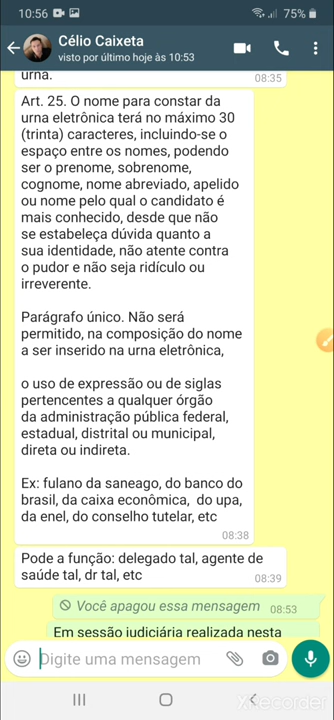 10:56
75%
Célio Caixeta
visto por último hoje às 10:53
urna.
08:35
Art. 25. O nome para constar da
urna eletrônica terá no máximo 30
(trinta) caracteres, incluindo-se o
espaço entre os nomes, podendo
ser o prenome, sobrenome,
cognome, nome abreviado, apelido
ou nome pelo qual o candidato é
mais conhecido, desde que não
se estabeleça dúvida quanto a
sua identidade, não atente contra
o pudor e não seja ridículo ou
irreverente.
Parágrafo único. Não será
permitido, na composição do nome
a ser inserido na urna eletrônica,
o uso de expressão ou de siglas
pertencentes a qualquer órgão
da administração pública federal,
estadual, distrital ou municipal,
direta ou indireta.
Ex: fulano da saneago, do banco do
brasil, da caixa econômica, do upa,
da enel, do conselho tutelar, etc
08:38
Pode a função: delegado tal, agente de
saúde tal, dr tal, etc
08:39
Você apagou essa mensagem
08:53
Em sessão judiciária realizada nesta
Digite uma mensagem
XRecorder